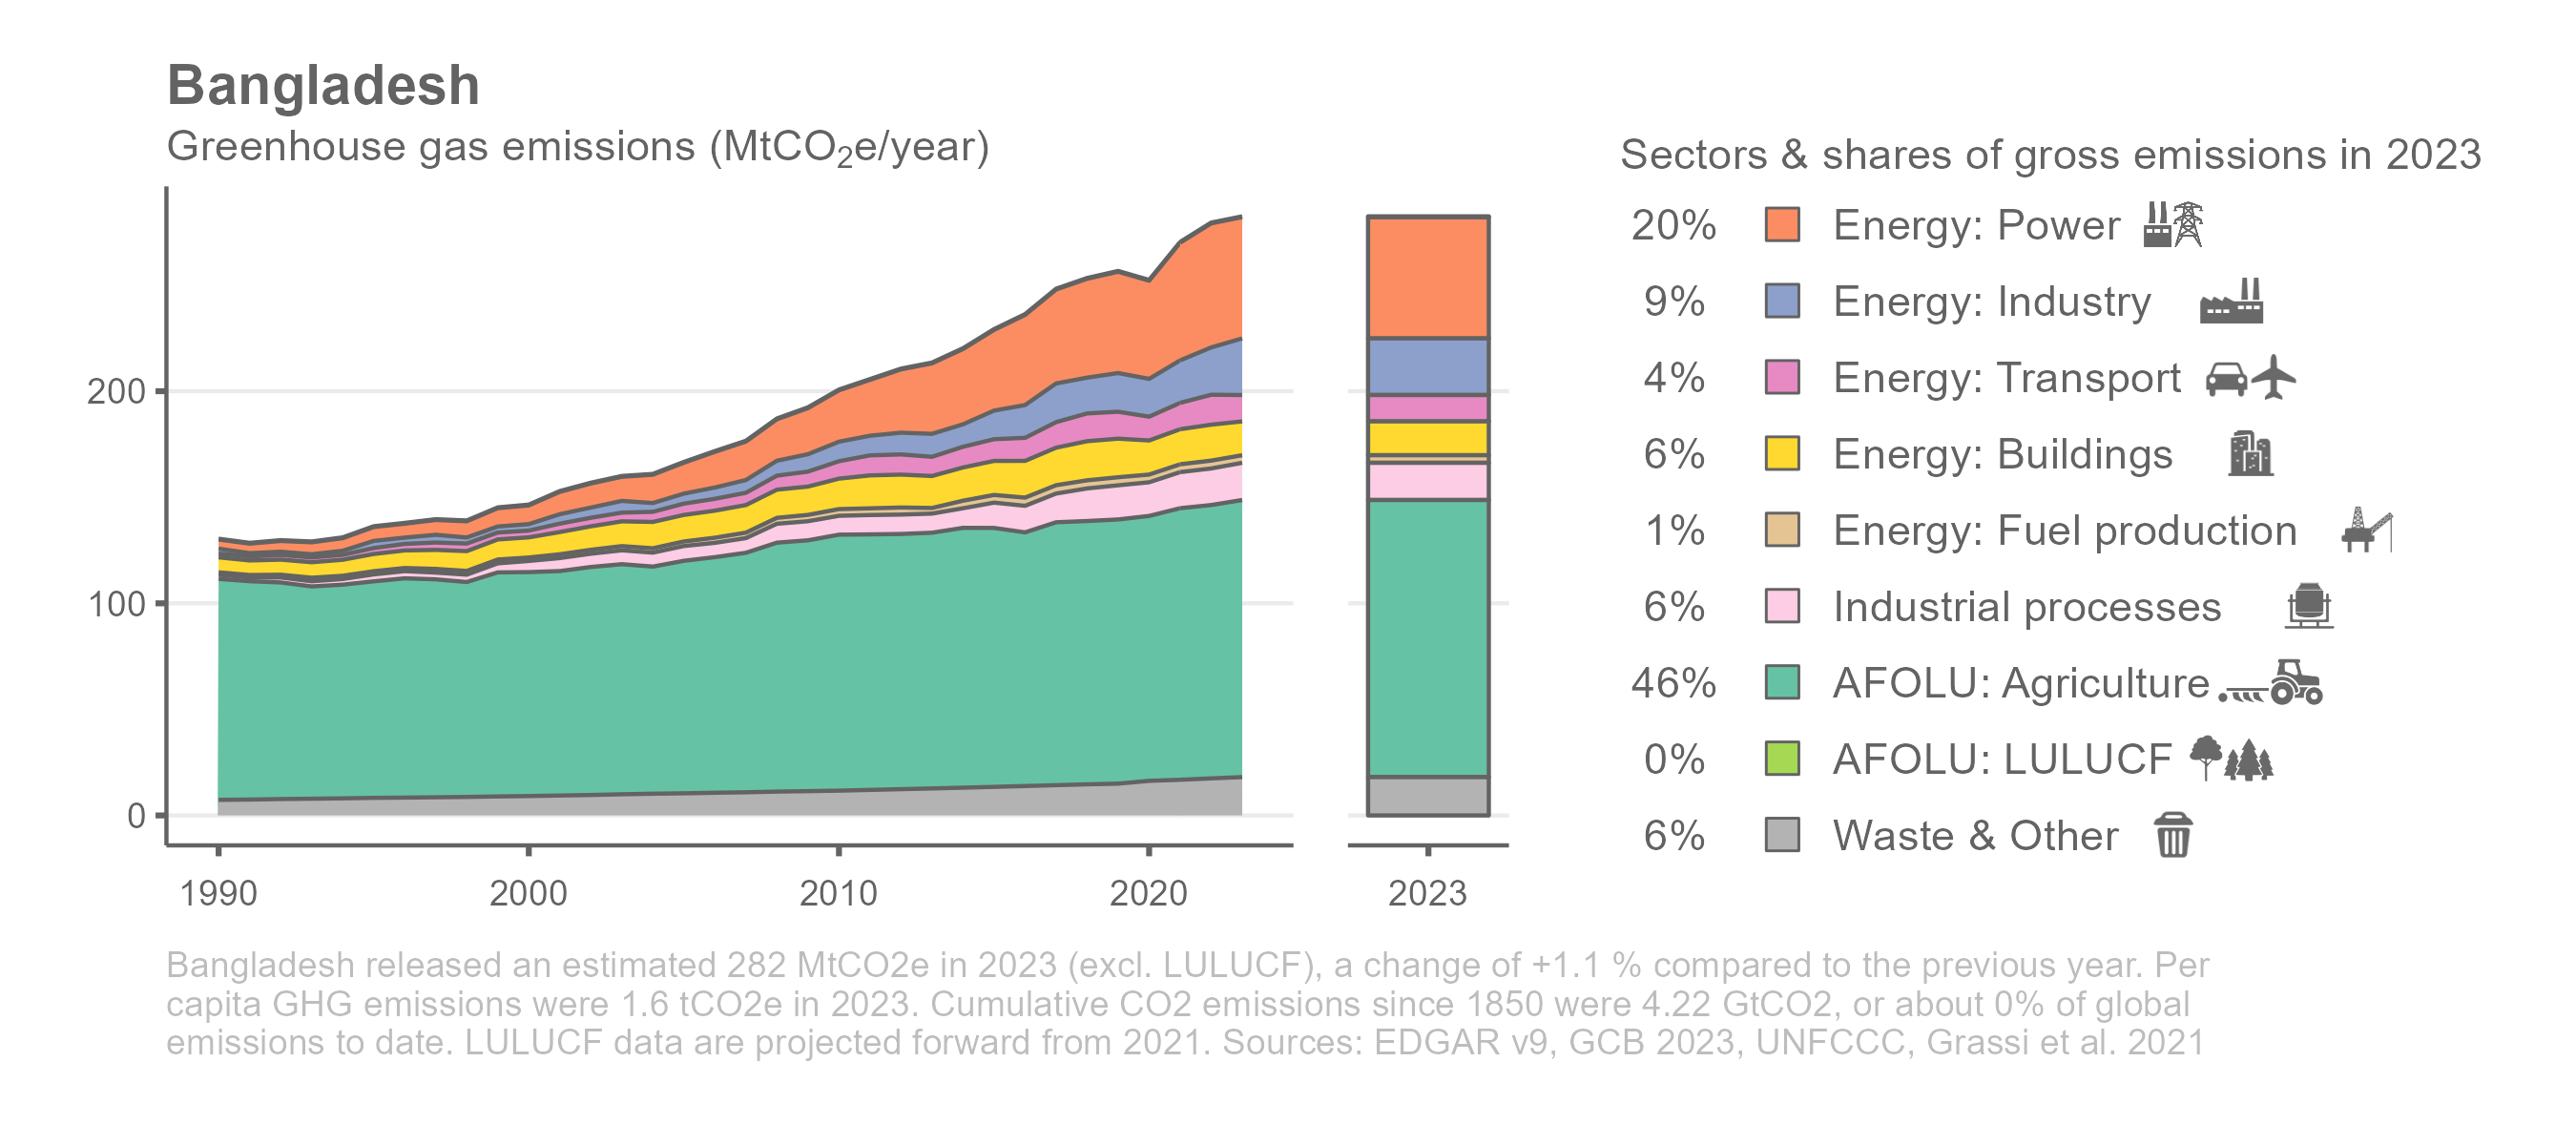 Bangladesh
Greenhouse gas emissions (MtCO₂e/year)
200
100
0
1990 2000 2010 2020 2023
Sectors & shares of gross emissions in 2023
20% Energy: Power
9% Energy: Industry
4% Energy: Transport
6% Energy: Buildings
1% Energy: Fuel production
6% Industrial processes
46% AFOLU: Agriculture
0% AFOLU: LULUCF
6% Waste & Other
Bangladesh released an estimated 282 MtCO2e in 2023 (excl. LULUCF), a change of +1.1 % compared to the previous year. Per
capita GHG emissions were 1.6 tCO2e in 2023. Cumulative CO2 emissions since 1850 were 4.22 GtCO2, or about 0% of global
emissions to date. LULUCF data are projected forward from 2021. Sources: EDGAR v9, GCB 2023, UNFCCC, Grassi et al. 2021